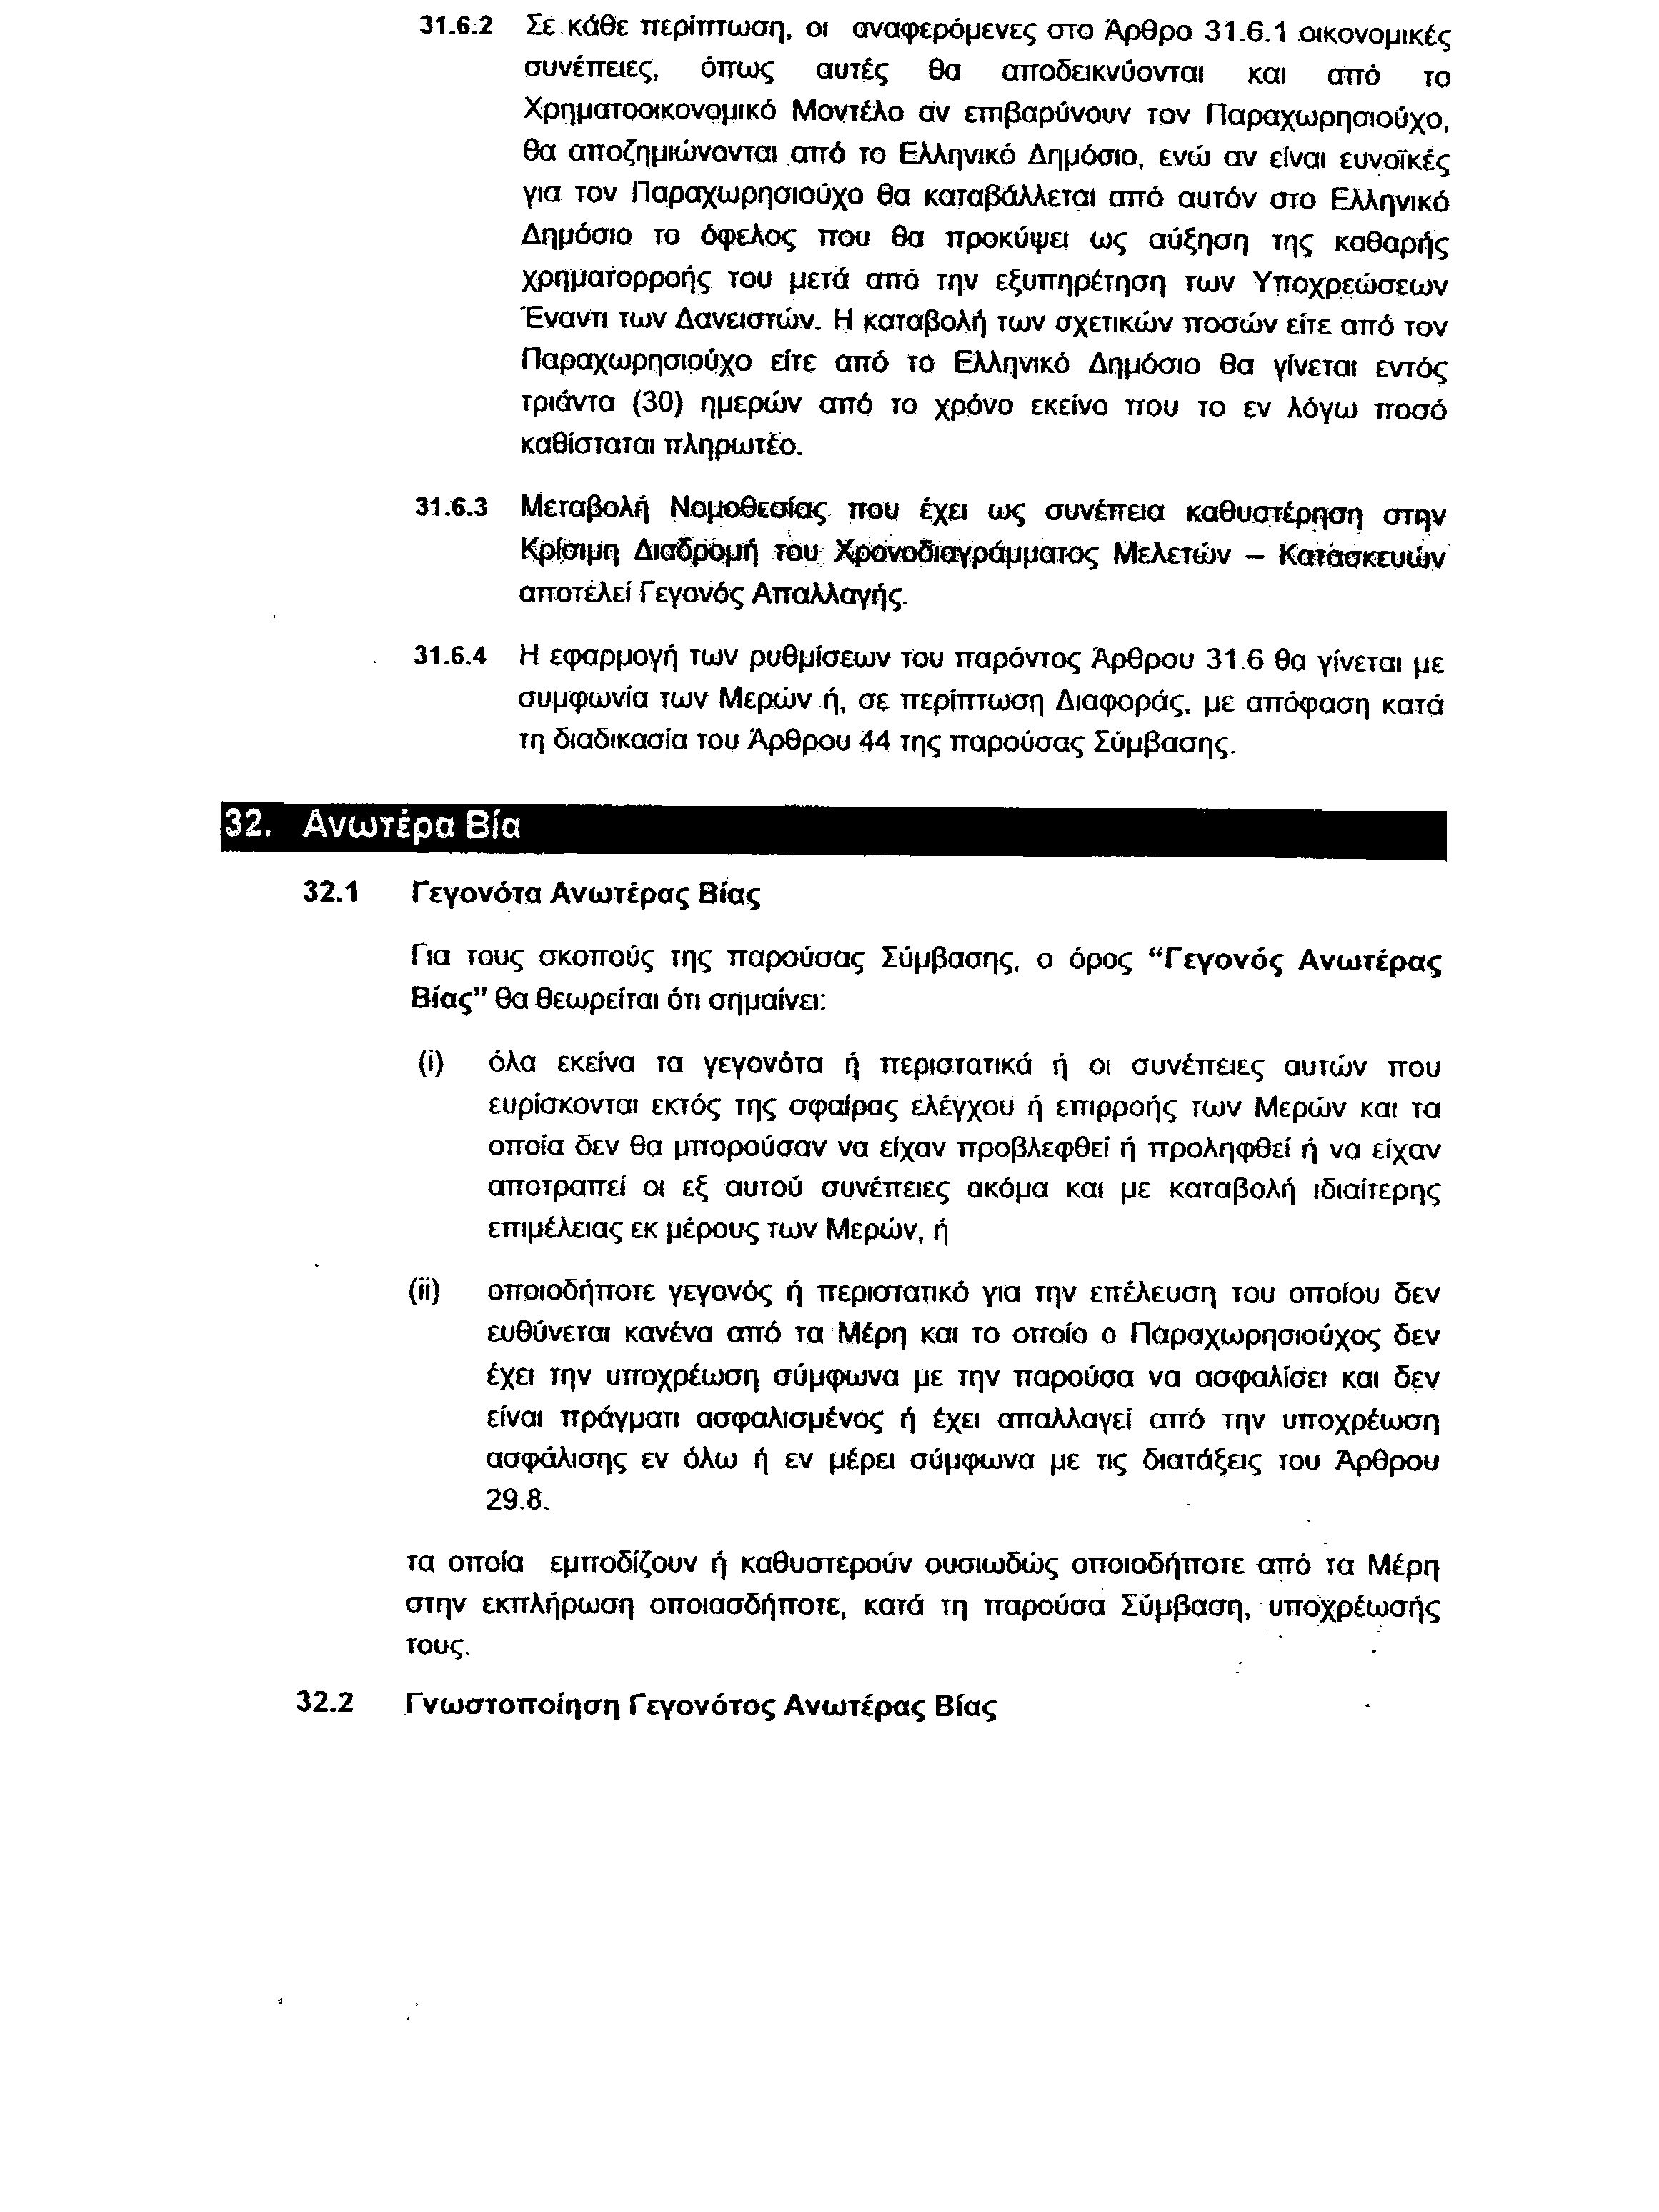 31.6.2 Σε κάθε περίπτωση, οι αναφερόμενες στο Άρθρο 31.6.1 οικονομικές
συνέπειες, όπως αυτές θα αποδεικνύονται και από το
Χρηματοοικονομικό Μοντέλο αν επιβαρύνουν τον Παραχωρησιούχο,
θα αποζημιώνονται από το Ελληνικό Δημόσιο, ενώ αν είναι ευνοϊκές
για τον Παραχωρησιούχο θα καταβάλλεται από αυτόν στο Ελληνικό
Δημόσιο το όφελος που θα προκύψει ως αύξηση της καθαρής
χρηματορροής του μετά από την εξυπηρέτηση των Υποχρεώσεων
Έναντι των Δανειστών. Η καταβολή των σχετικών ποσών είτε από τον
Παραχωρησιούχο είτε από το Ελληνικό Δημόσιο θα γίνεται εντός
τριάντα (30) ημερών από το χρόνο εκείνο που το εν λόγω ποσό
καθίσταται πληρωτέο.
31.6.3 Μεταβολή Νομοθεσίας που έχει ως συνέπεια καθυστέρηση στην
Κρίσιμη Διαδρομή του Χρονοδιαγράμματος Μελετών – Κατασκευών
αποτελεί Γεγονός Απαλλαγής.
31.6.4 Η εφαρμογή των ρυθμίσεων του παρόντος Άρθρου 31.6 θα γίνεται με
συμφωνία των Μερών ή, σε περίπτωση Διαφοράς, με απόφαση κατά
τη διαδικασία του Άρθρου 44 της παρούσας Σύμβασης.
32. Ανωτέρα Βία
32.1 Γεγονότα Ανωτέρας Βίας
Για τους σκοπούς της παρούσας Σύμβασης, ο όρος “Γεγονός Ανωτέρας
Βίας” θα θεωρείται ότι σημαίνει:
(i) όλα εκείνα τα γεγονότα ή περιστατικά ή οι συνέπειες αυτών που
ευρίσκονται εκτός της σφαίρας ελέγχου ή επιρροής των Μερών και τα
οποία δεν θα μπορούσαν να είχαν προβλεφθεί ή προληφθεί ή να είχαν
αποτραπεί οι εξ αυτού συνέπειες ακόμα και με καταβολή ιδιαίτερης
επιμέλειας εκ μέρους των Μερών, ή
(ii) οποιοδήποτε γεγονός ή περιστατικό για την επέλευση του οποίου δεν
ευθύνεται κανένα από τα Μέρη και το οποίο ο Παραχωρησιούχος δεν
έχει την υποχρέωση σύμφωνα με την παρούσα να ασφαλίσει και δεν
είναι πράγματι ασφαλισμένος ή έχει απαλλαγεί από την υποχρέωση
ασφάλισης εν όλω ή εν μέρει σύμφωνα με τις διατάξεις του Άρθρου
29.8.
τα οποία εμποδίζουν ή καθυστερούν ουσιωδώς οποιοδήποτε από τα Μέρη
στην εκπλήρωση οποιασδήποτε, κατά τη παρούσα Σύμβαση, υποχρέωσής
τους.
32.2 Γνωστοποίηση Γεγονότος Ανωτέρας Βίας